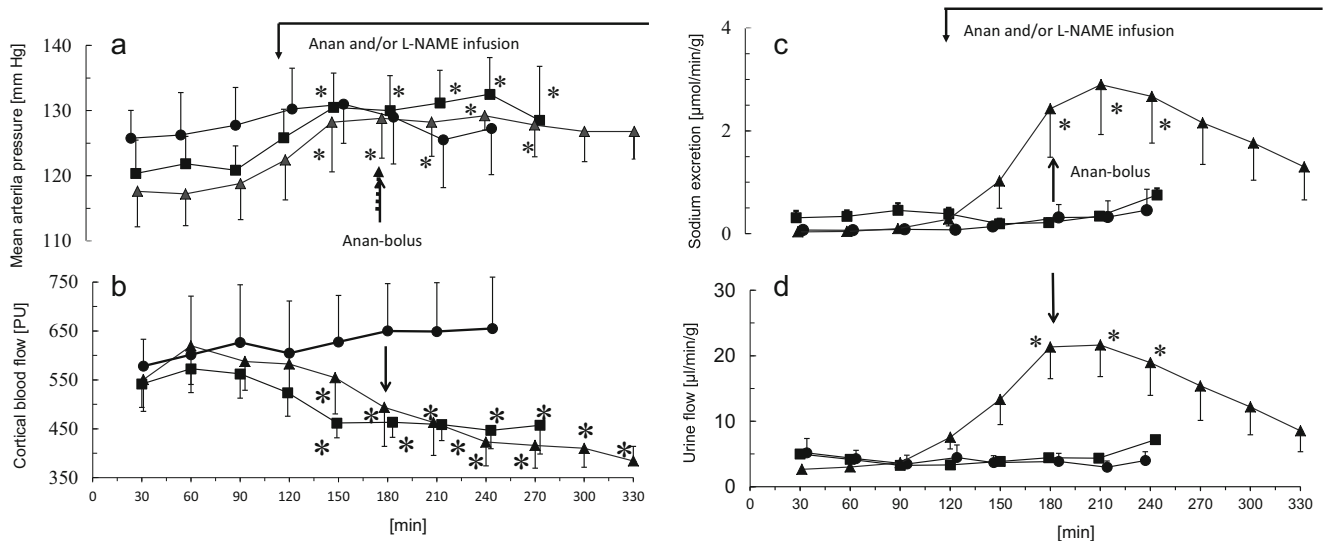 a
Anan and/or L-NAME infusion
Mean arterila pressure [mm Hg]
140
130
120
110
* * * * *
* * * * *
Anan-bolus
b
Cortical blood flow [PU]
750
650
550
450
350
* * * * * *
* * * * *
0 30 60 90 120 150 180 210 240 270 300 330
[min]
c
Anan and/or L-NAME infusion
Sodium excretion [µmol/min/g]
4
2
0
* * *
Anan-bolus
d
Urine flow [µl/min/g]
30
20
10
0
* * *
0 30 60 90 120 150 180 210 240 270 300 330
[min]